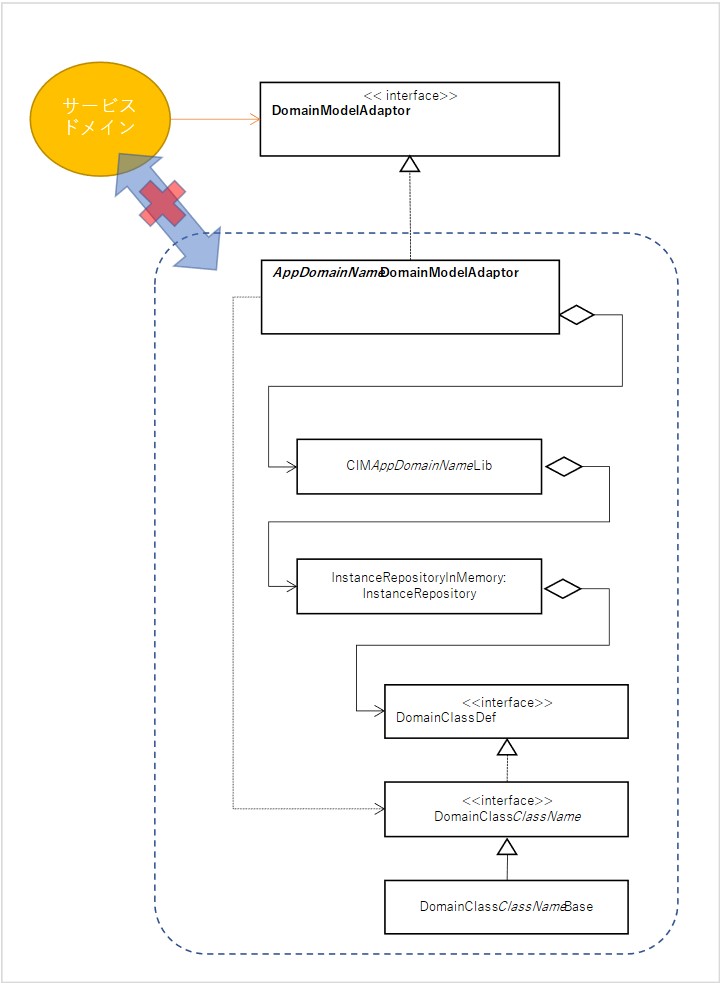 サービス
ドメイン
<< interface>>
DomainModelAdaptor
AppDomainNameDomainModelAdaptor
CIMAppDomainNameLib
InstanceRepositoryInMemory:
InstanceRepository
<<interface>>
DomainClassDef
<<interface>>
DomainClassClassName
DomainClassClassNameBase